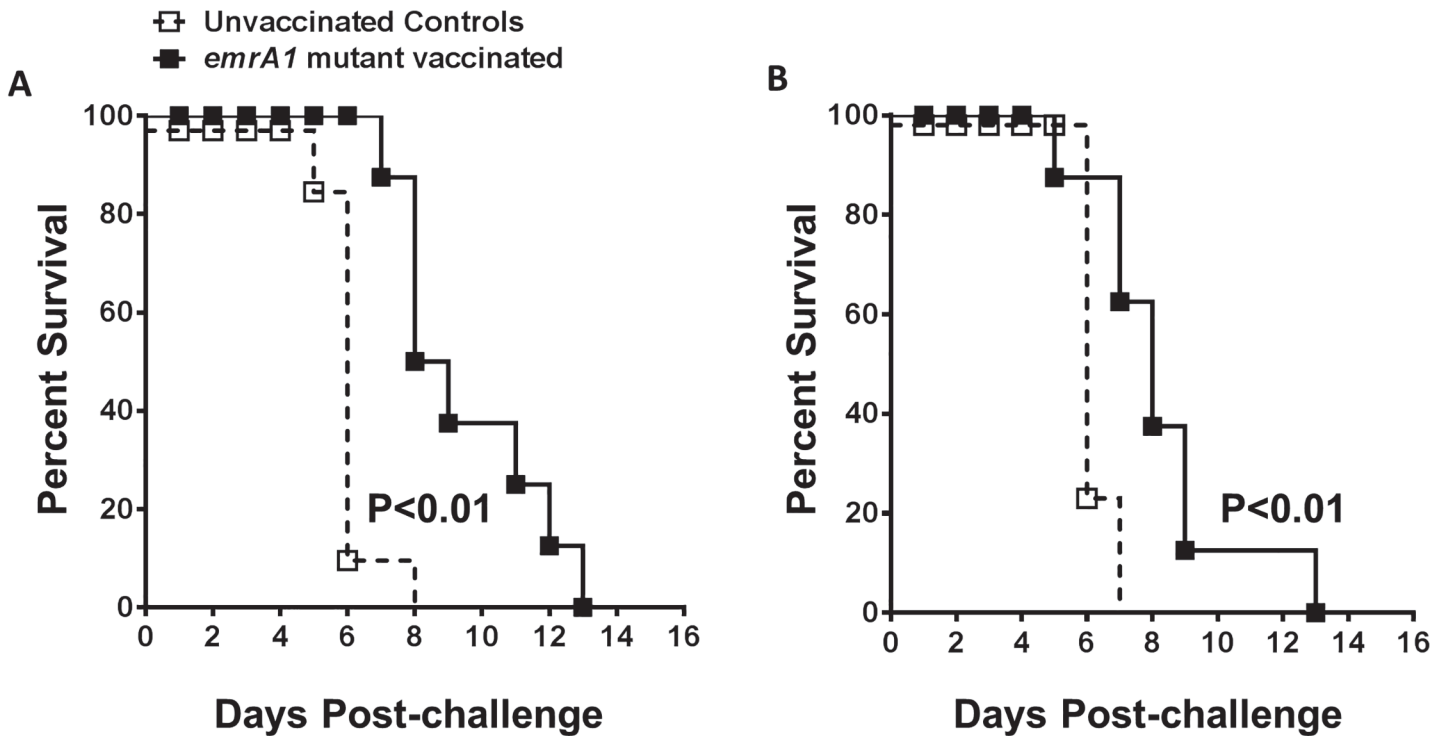 Unvaccinated Controls
emrA1 mutant vaccinated
A
Percent Survival
100
80
60
40
20
0
P<0.01
0 2 4 6 8 10 12 14 16
Days Post-challenge
B
Percent Survival
100
80
60
40
20
0
P<0.01
0 2 4 6 8 10 12 14 16
Days Post-challenge